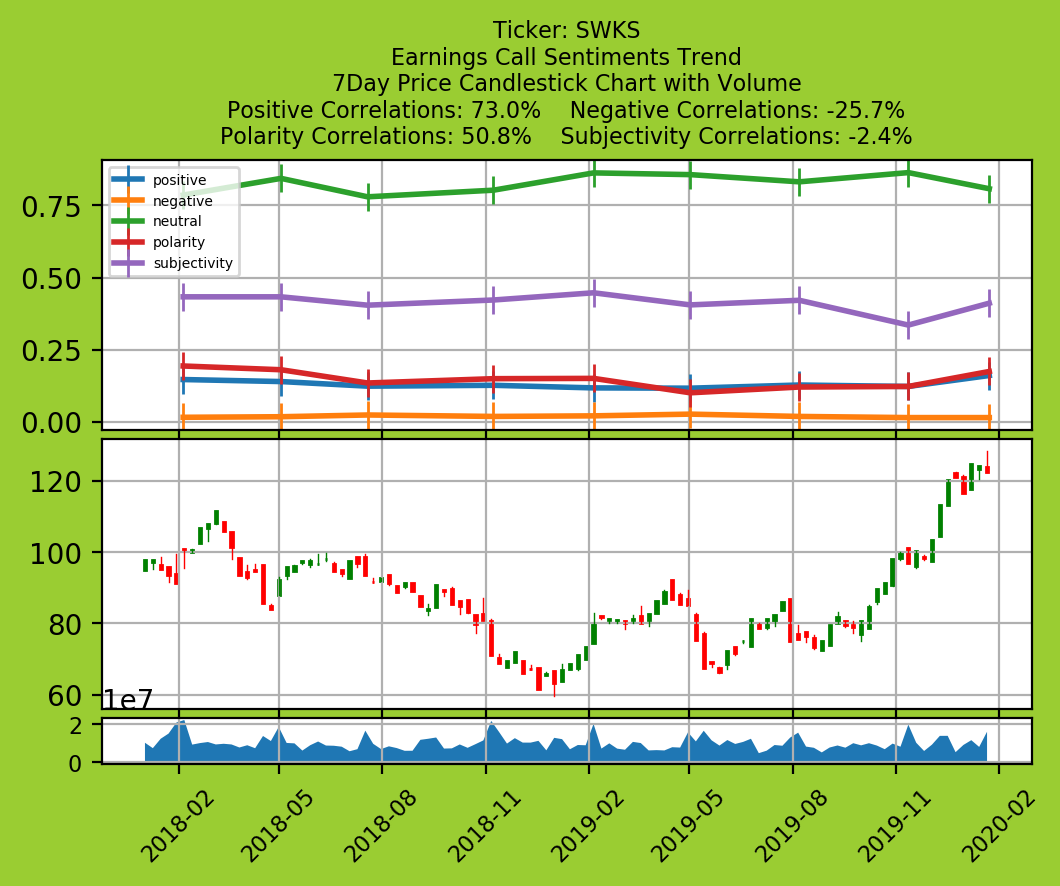 Ticker: SWKS
Earnings Call Sentiments Trend
7Day Price Candlestick Chart with Volume
Positive Correlations: 73.0%    Negative Correlations: -25.7%
Polarity Correlations: 50.8%    Subjectivity Correlations: -2.4%
positive
negative
neutral
polarity
subjectivity
0.75
0.50
0.25
0.00
120
100
80
60
1e7
2
0
2018-02
2018-05
2018-08
2018-11
2019-02
2019-05
2019-08
2019-11
2020-02